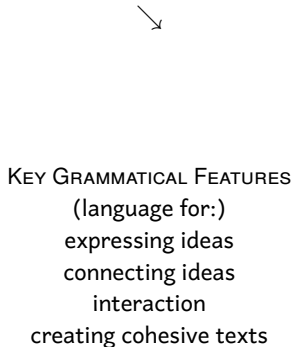 KEY GRAMMATICAL FEATURES
(language for:)
expressing ideas
connecting ideas
interaction
creating cohesive texts